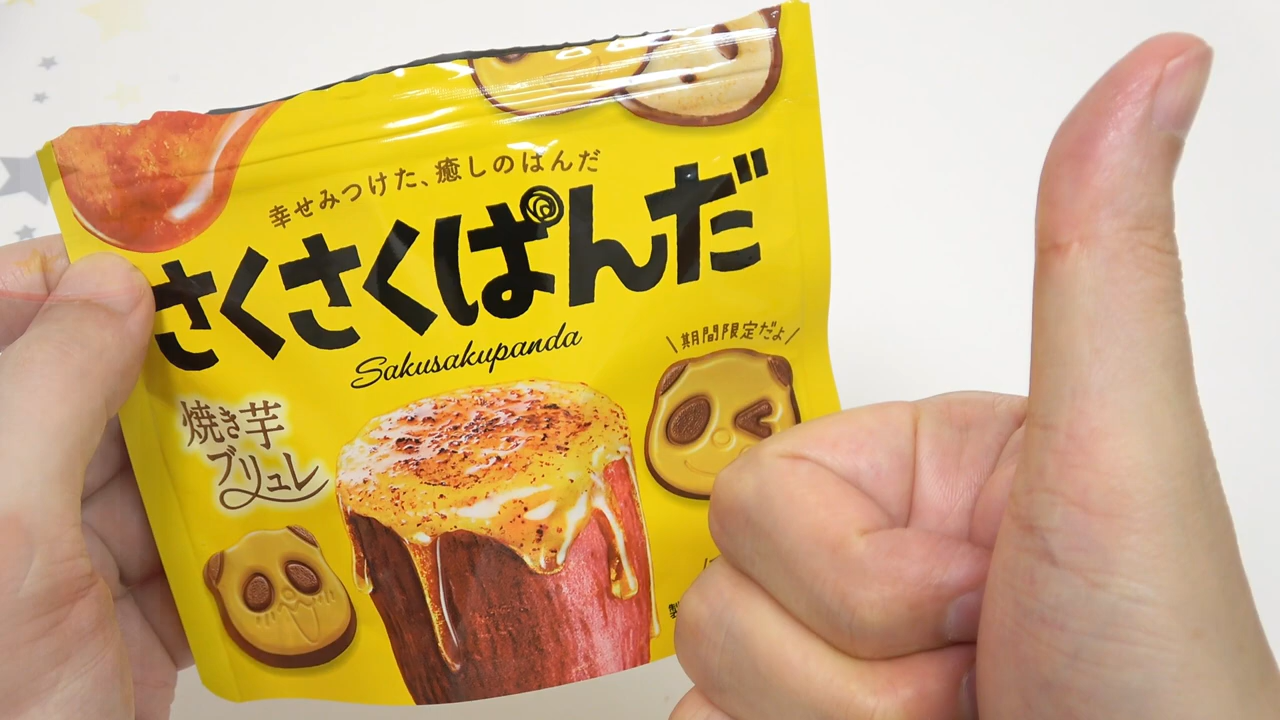 幸せみつけた、癒しのぱんだ
さくさくぱんだ
Sakusakupanda
期間限定だよ
焼き芋
ブリュレ